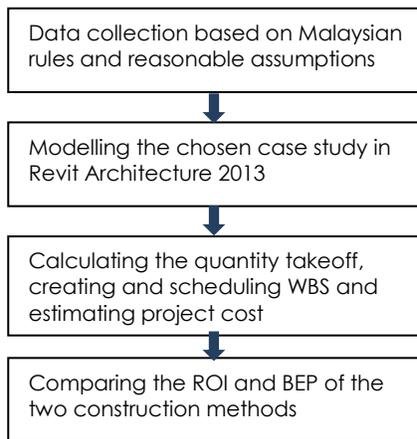 Data collection based on Malaysian
rules and reasonable assumptions
Modelling the chosen case study in
Revit Architecture 2013
Calculating the quantity takeoff,
creating and scheduling WBS and
estimating project cost
Comparing the ROI and BEP of the
two construction methods